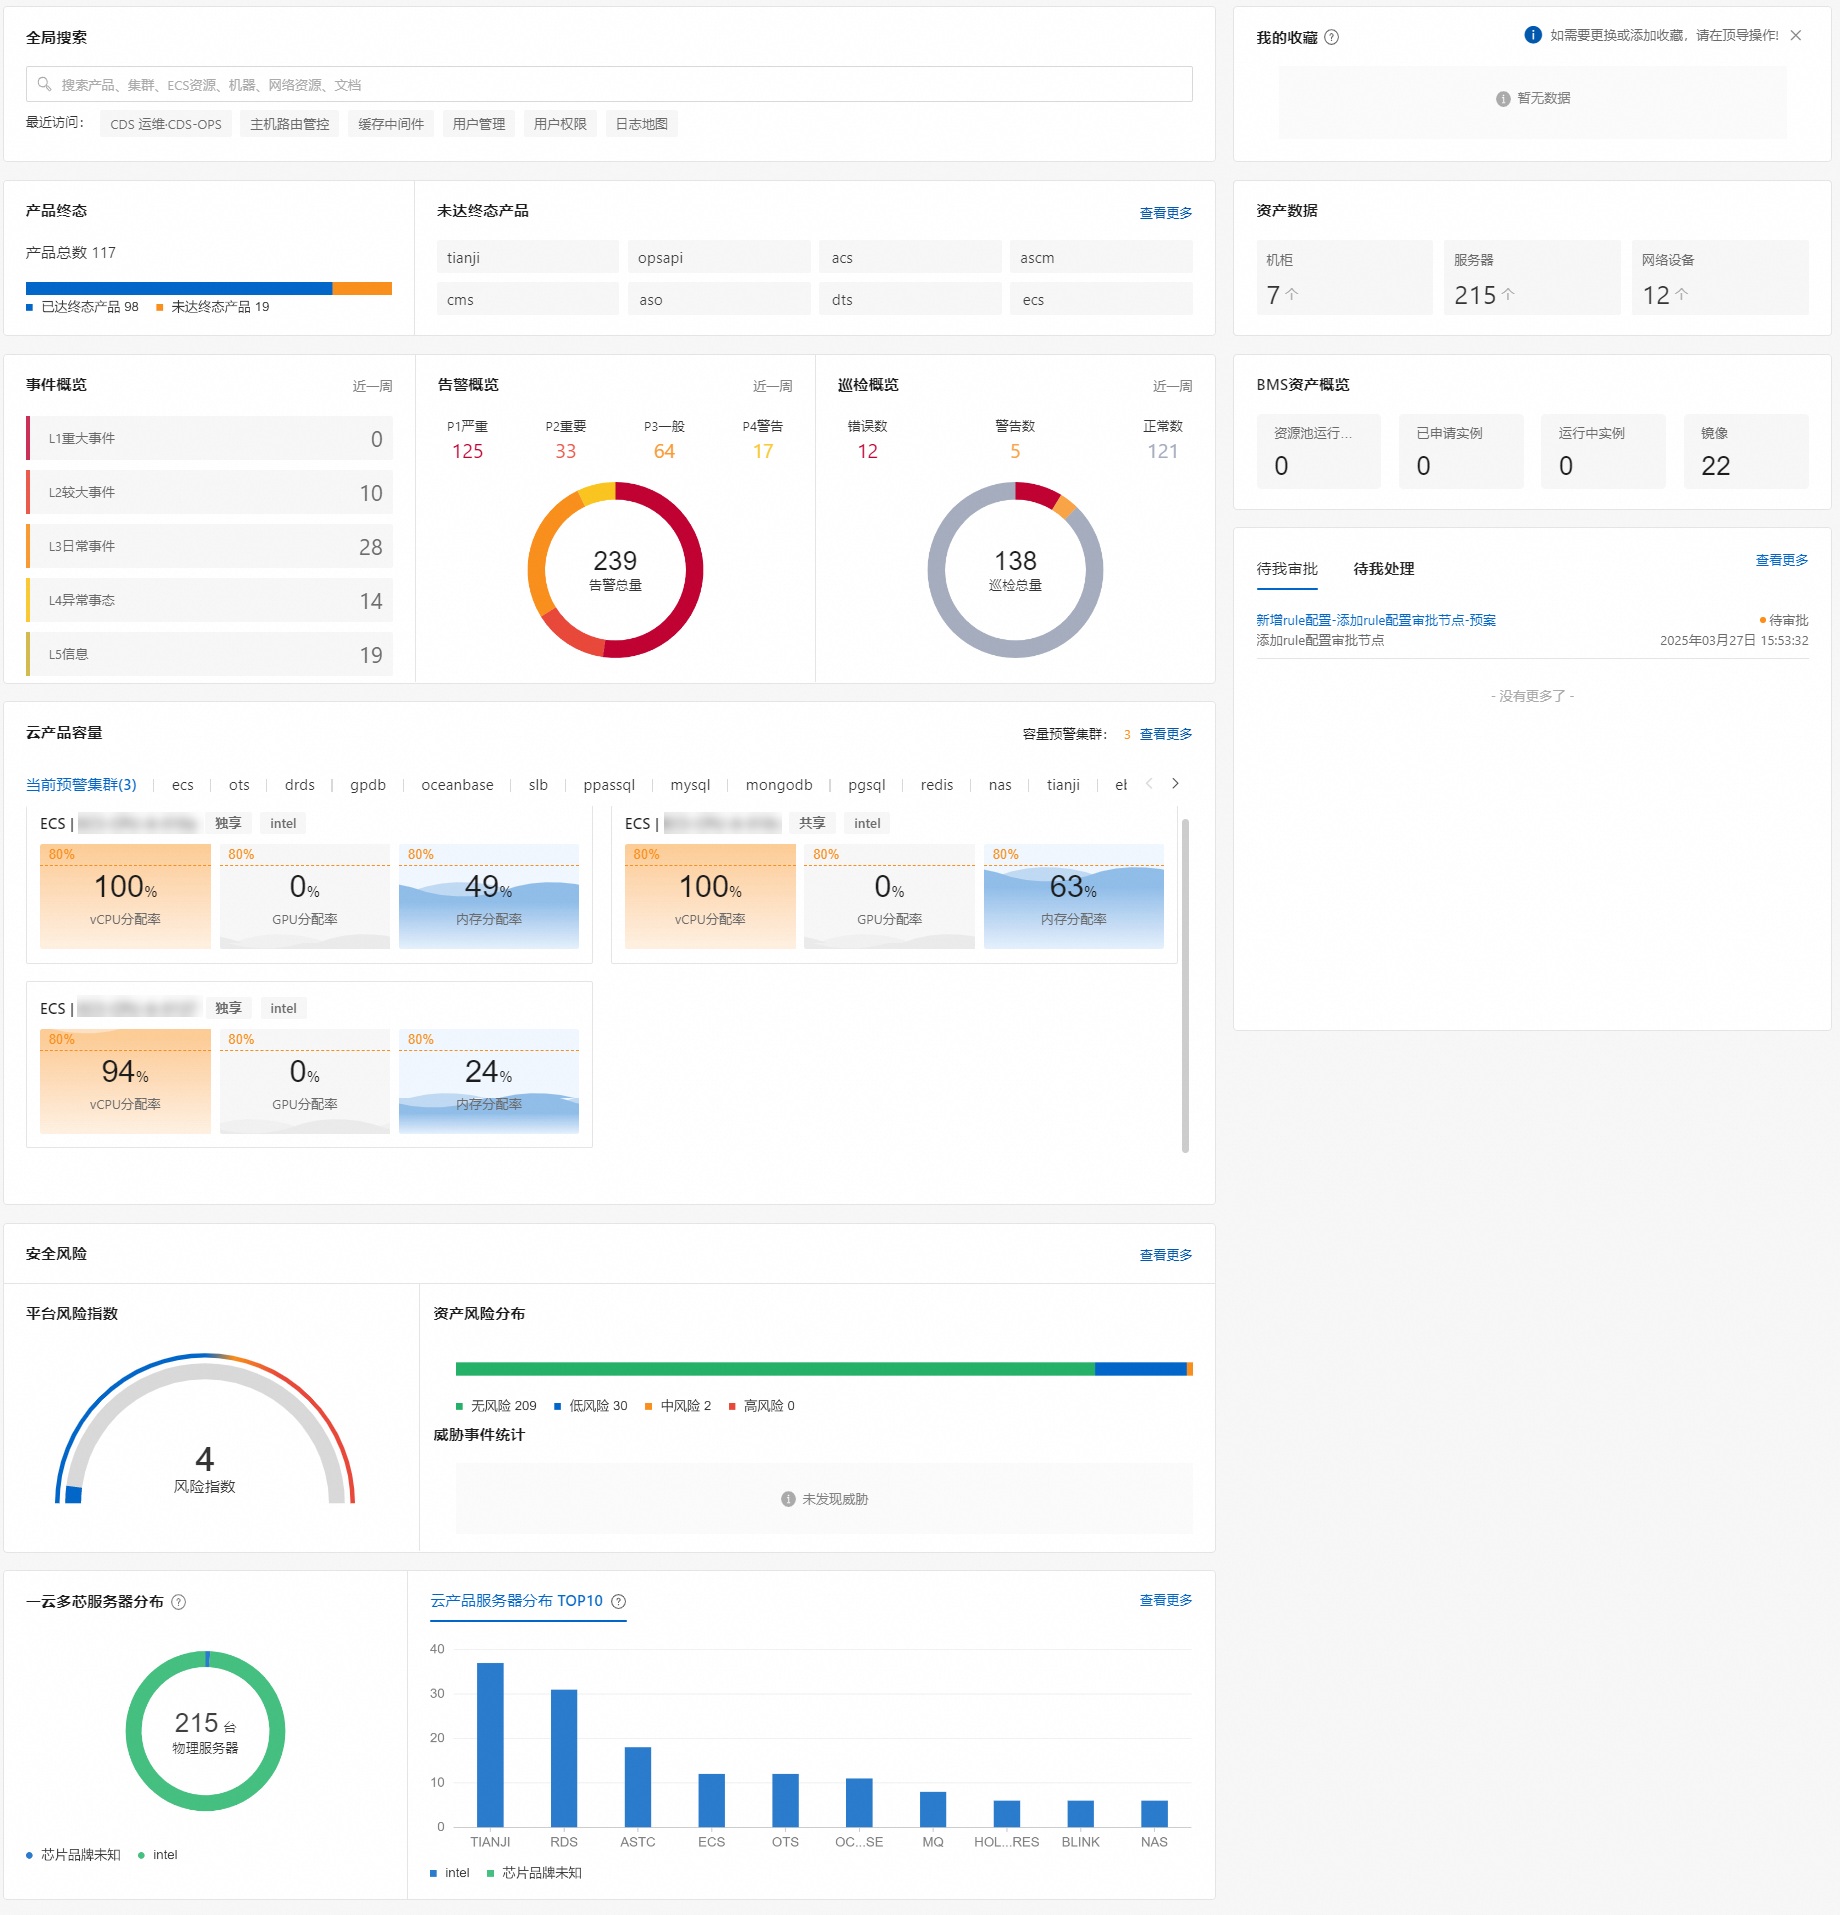 全局搜索
搜索产品、集群、ECS资源、机器、网络资源、文档
最近访问： CDS 运维·CDS-OPS 主机路由管控 缓存中间件 用户管理 用户权限 日志地图
我的收藏
如需要更换或添加收藏，请在顶导操作!
暂无数据
产品终态
产品总数 117
已达终态产品 98 未达终态产品 19
未达终态产品 查看更多
tianji opsapi acs ascm
cms aso dts ecs
资产数据
机柜 服务器 网络设备
7个 215个 12个
事件概览 近一周
L1重大事件 0
L2较大事件 10
L3日常事件 28
L4异常事态 14
L5信息 19
告警概览 近一周
P1严重 P2重要 P3一般 P4警告
125 33 64 17
239
告警总量
巡检概览 近一周
错误数 警告数 正常数
12 5 121
138
巡检总量
BMS资产概览
资源池运行... 已申请实例 运行中实例 镜像
0 0 0 22
待我审批 待我处理 查看更多
新增rule配置-添加rule配置审批节点-预案 待审批
添加rule配置审批节点 2025年03月27日 15:53:32
- 没有更多了 -
云产品容量 容量预警集群： 3 查看更多
当前预警集群(3) ecs ots drds gpdb oceanbase slb ppassql mysql mongodb pgsql redis nas tianji
ECS | 独享 intel
80% 80% 80%
100% 0% 49%
vCPU分配率 GPU分配率 内存分配率
ECS | 共享 intel
80% 80% 80%
100% 0% 63%
vCPU分配率 GPU分配率 内存分配率
ECS | 独享 intel
80% 80% 80%
94% 0% 24%
vCPU分配率 GPU分配率 内存分配率
安全风险 查看更多
平台风险指数
4
风险指数
资产风险分布
无风险 209 低风险 30 中风险 2 高风险 0
威胁事件统计
未发现威胁
一云多芯服务器分布
215 台
物理服务器
芯片品牌未知 intel
云产品服务器分布 TOP10 查看更多
40
30
20
10
0
TIANJI RDS ASTC ECS OTS OC...SE MQ HOL...RES BLINK NAS
intel 芯片品牌未知